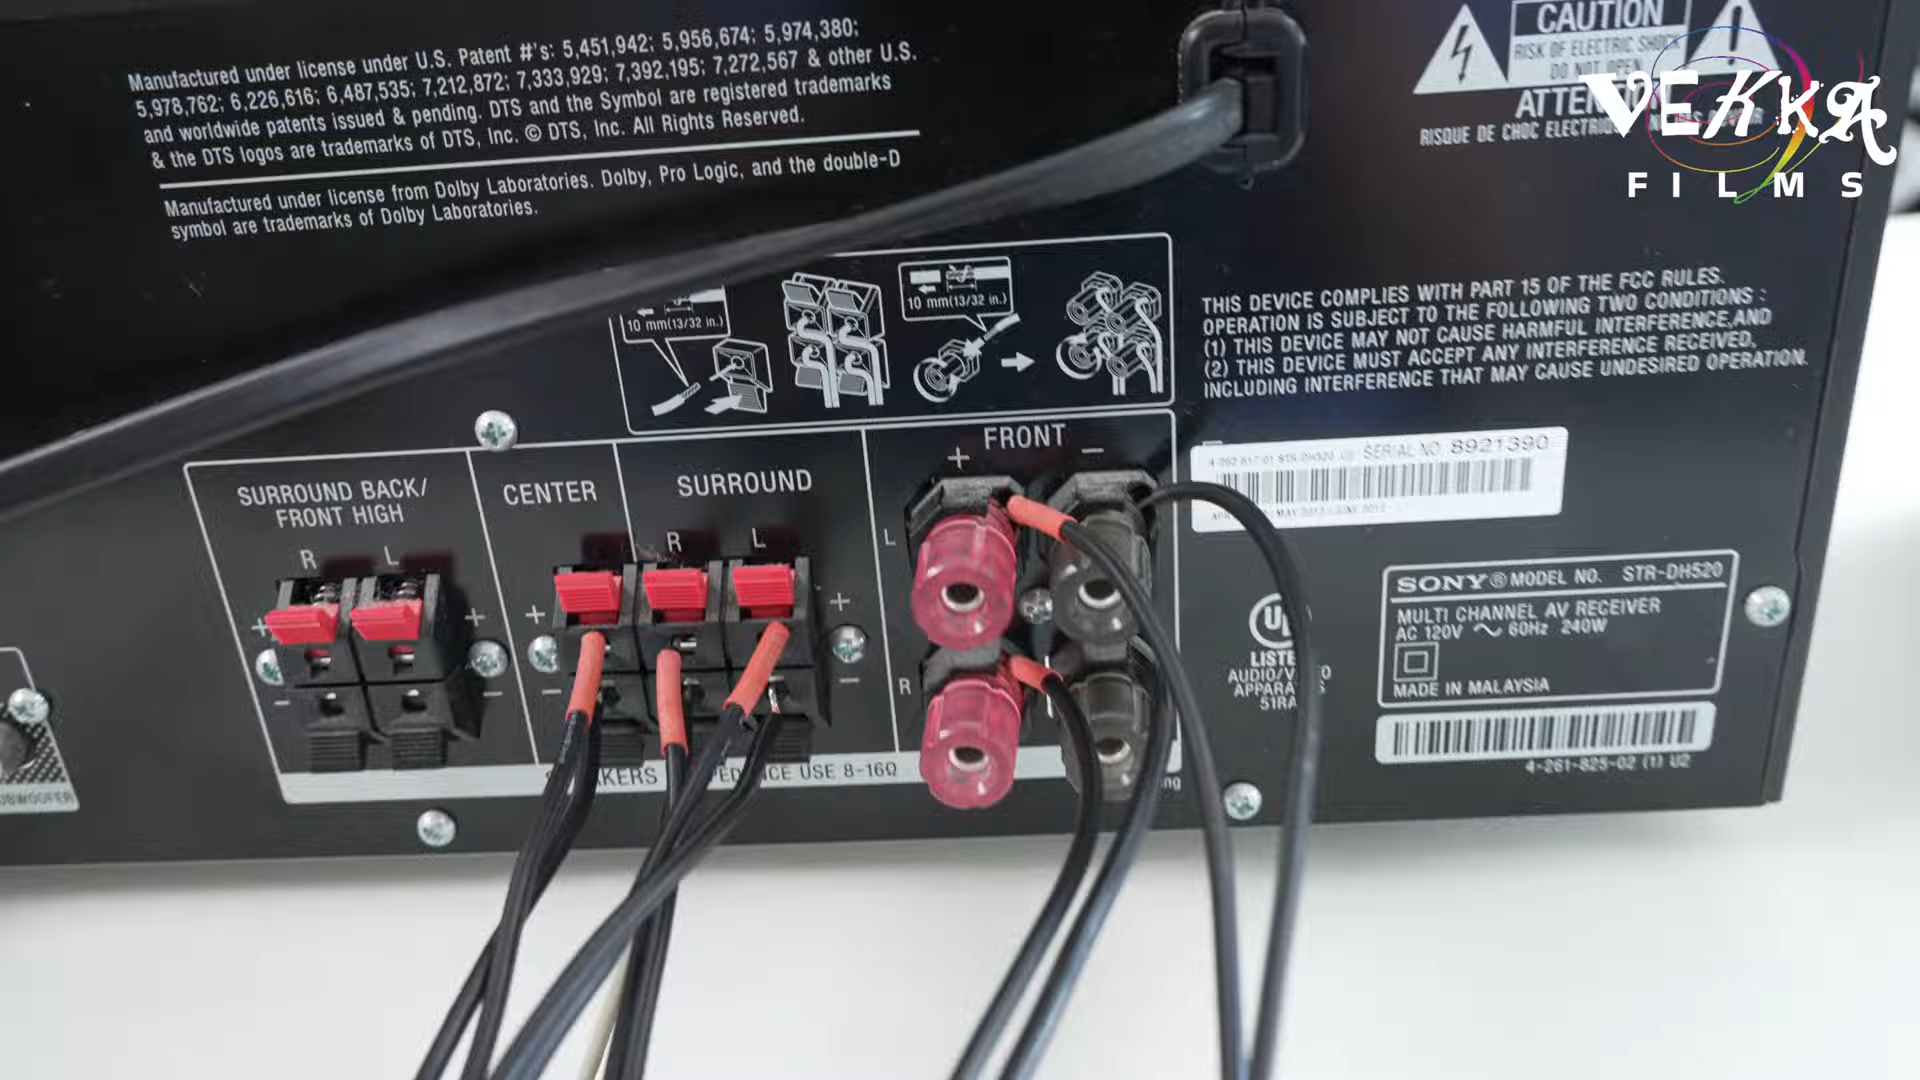 Manufactured under license under U.S. Patent #'s: 5,451,942; 5,956,674; 5,974,380;
5,978,762; 6,226,616; 6,487,535; 7,212,872; 7,333,929; 7,392,195; 7,272,567 & other U.S.
and worldwide patents issued & pending. DTS and the Symbol are registered trademarks
& the DTS logos are trademarks of DTS, Inc. © DTS, Inc. All Rights Reserved.
Manufactured under license from Dolby Laboratories. Dolby, Pro Logic, and the double-D
symbol are trademarks of Dolby Laboratories.
CAUTION
RISK OF ELECTRIC SHOCK
DO NOT OPEN
RISQUE DE CHOC
VEKKA
FILMS
10 mm(13/32 in.)
10 mm(13/32 in.)
THIS DEVICE COMPLIES WITH PART 15 OF THE FCC RULES.
OPERATION IS SUBJECT TO THE FOLLOWING TWO CONDITIONS :
(1) THIS DEVICE MAY NOT CAUSE HARMFUL INTERFERENCE,AND
(2) THIS DEVICE MUST ACCEPT ANY INTERFERENCE RECEIVED,
INCLUDING INTERFERENCE THAT MAY CAUSE UNDESIRED OPERATION.
SURROUND BACK/
FRONT HIGH
R L
+ +
- -
CENTER
+
-
SURROUND
R L
+
-
FRONT
+ -
L
R
USE 8-16Ω
SERIAL NO. 8921390
SONY® MODEL NO. STR-DH520
MULTI CHANNEL AV RECEIVER
AC 120V ~ 60Hz 240W
MADE IN MALAYSIA
4-261-825-02 (1) U2
UL